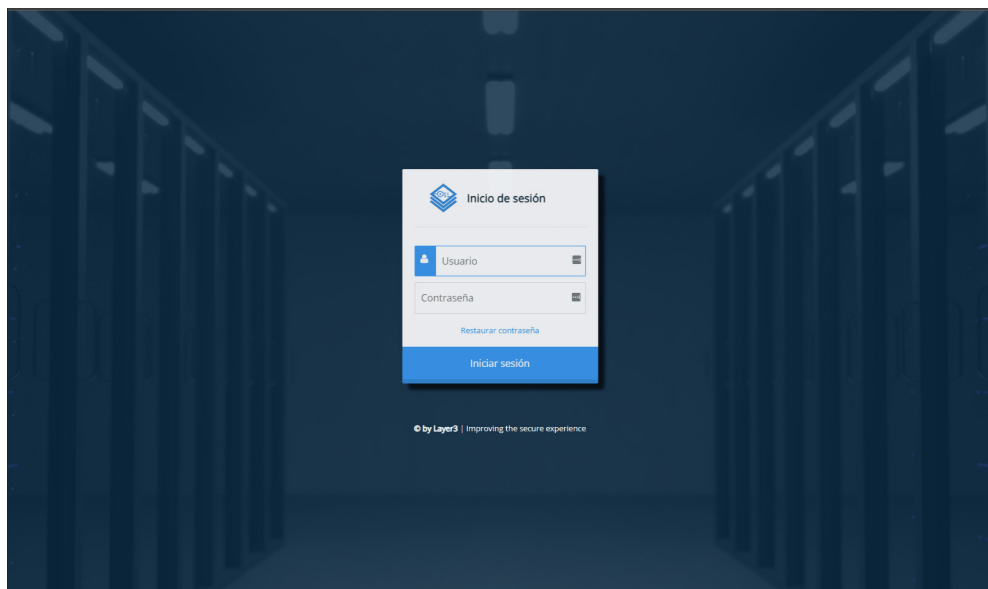 Inicio de sesión
Usuario
Contraseña
Restaurar contraseña
Iniciar sesión
© by Layer3 | Improving the secure experience